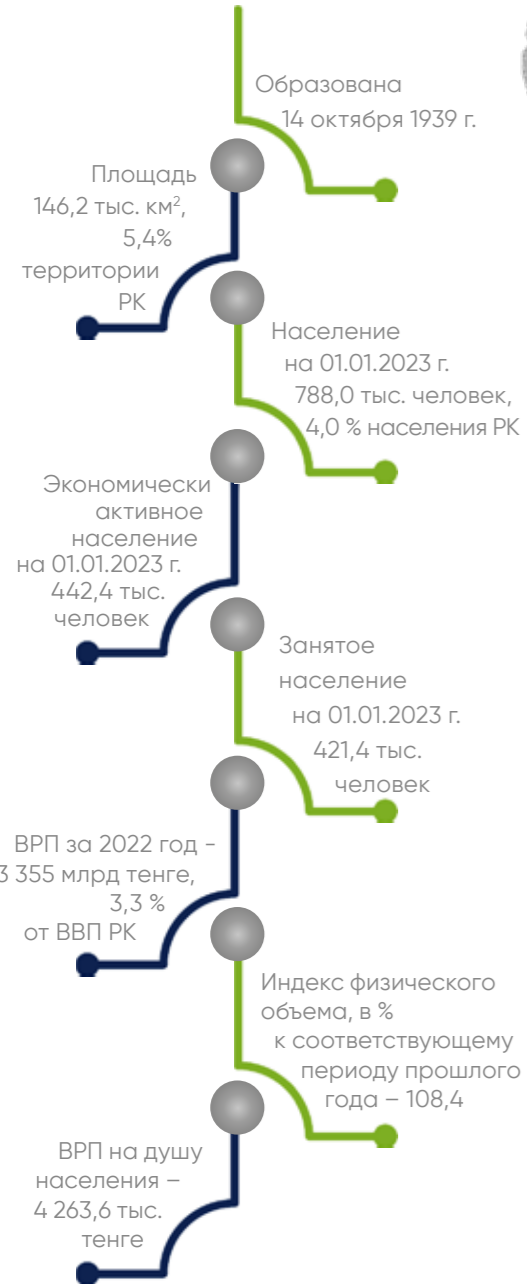 Образована
14 октября 1939 г.
Площадь
146,2 тыс. км²,
5,4%
территории
РК
Население
на 01.01.2023 г.
788,0 тыс. человек,
4,0 % населения РК
Экономически
активное
население
на 01.01.2023 г.
442,4 тыс.
человек
Занятое
население
на 01.01.2023 г.
421,4 тыс.
человек
ВРП за 2022 год –
3 355 млрд тенге,
3,3 %
от ВВП РК
Индекс физического
объема, в %
к соответствующему
периоду прошлого
года – 108,4
ВРП на душу
населения –
4 263,6 тыс.
тенге